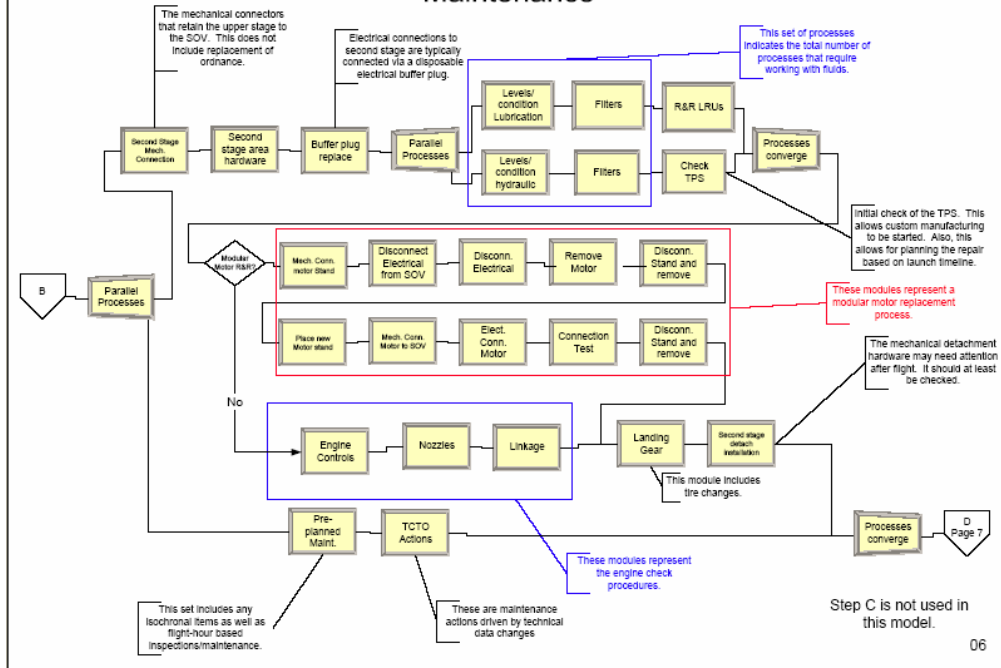 Maintenance
The mechanical connectors
that retain the upper stage to
the SOV. This does not
include replacement of
ordnance.
Electrical connections to
second stage are typically
connected via a disposable
electrical buffer plug.
This set of processes
indicates the total number of
processes that require
working with fluids.
Second Stage
Mech.
Connection
Second
stage area
hardware
Buffer plug
replace
Parallel
Processes
Levels/
condition
Lubrication
Filters
R&R LRUs
Levels/
condition
hydraulic
Filters
Check
TPS
Processes
converge
Initial check of the TPS. This
allows custom manufacturing
to be started. Also, this
allows for planning the repair
based on launch timeline.
B
Parallel
Processes
Modular
Motor R&R?
Mech. Conn.
motor Stand
Disconnect
Electrical
from SOV
Disconn.
Electrical
Remove
Motor
Disconn.
Stand and
remove
These modules represent a
modular motor replacement
process.
Place new
Motor stand
Mech. Conn.
Motor to SOV
Elect.
Conn.
Motor
Connection
Test
Disconn.
Stand and
remove
The mechanical detachment
hardware may need attention
after flight. It should at least
be checked.
No
Engine
Controls
Nozzles
Linkage
Landing
Gear
Second stage
detach
installation
This module includes
tire changes.
Pre-
planned
Maint.
TCTO
Actions
Processes
converge
D
Page 7
These modules represent
the engine check
procedures.
This set includes any
isochronal items as well as
flight-hour based
inspections/maintenance.
These are maintenance
actions driven by technical
data changes
Step C is not used in
this model.
06